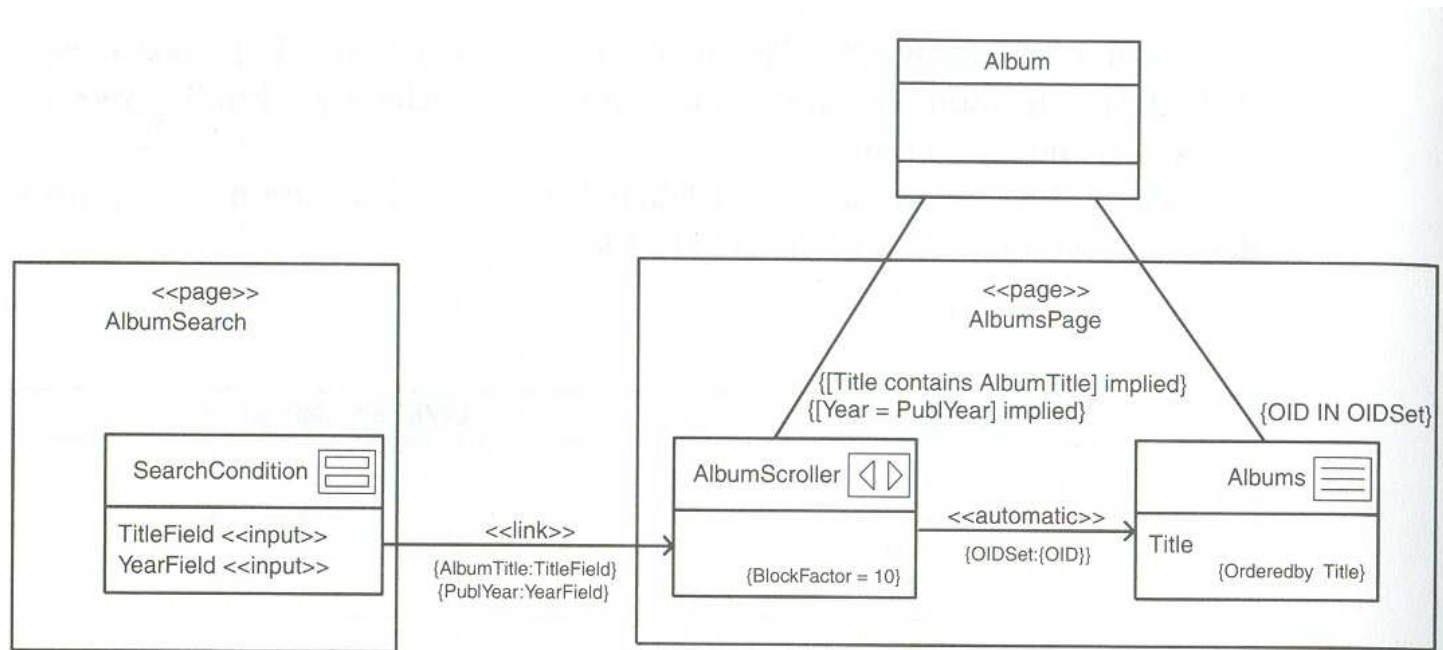 Album
<<page>>
AlbumSearch
<<page>>
AlbumsPage
{[Title contains AlbumTitle] implied}
{[Year = PublYear] implied}
{OID IN OIDSet}
SearchCondition
TitleField <<input>>
YearField <<input>>
<<link>>
{AlbumTitle:TitleField}
{PublYear:YearField}
AlbumScroller
{BlockFactor = 10}
<<automatic>>
{OIDSet:{OID}}
Albums
Title
{Orderedby Title}